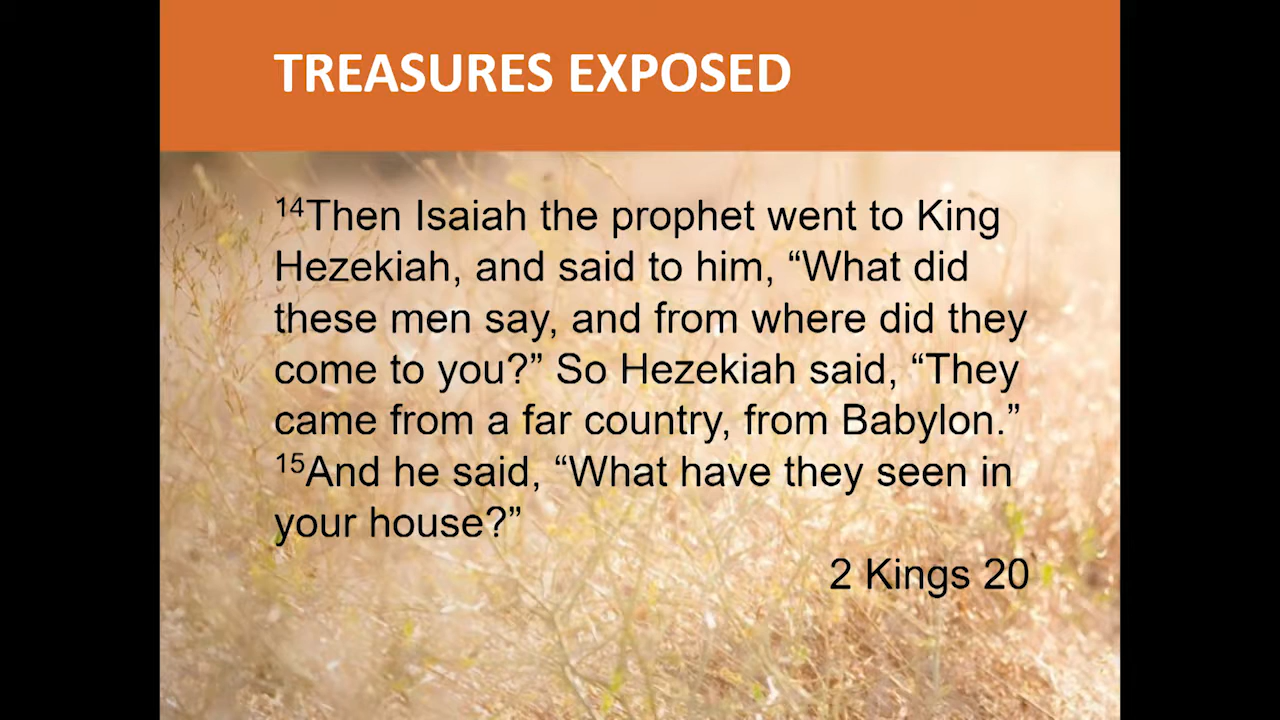 TREASURES EXPOSED
¹⁴Then Isaiah the prophet went to King
Hezekiah, and said to him, “What did
these men say, and from where did they
come to you?” So Hezekiah said, “They
came from a far country, from Babylon.”
¹⁵And he said, “What have they seen in
your house?”
2 Kings 20